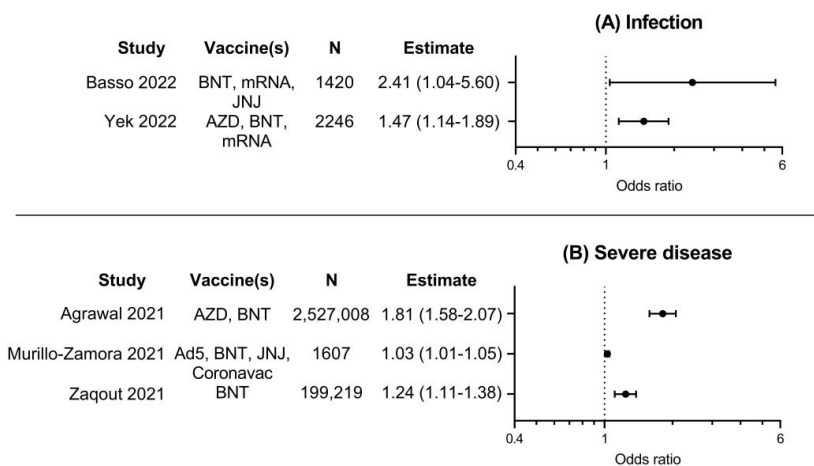 (A) Infection
Study Vaccine(s) N Estimate
Basso 2022 BNT, mRNA, JNJ 1420 2.41 (1.04-5.60)
Yek 2022 AZD, BNT, mRNA 2246 1.47 (1.14-1.89)
0.4 1 6
Odds ratio
(B) Severe disease
Study Vaccine(s) N Estimate
Agrawal 2021 AZD, BNT 2,527,008 1.81 (1.58-2.07)
Murillo-Zamora 2021 Ad5, BNT, JNJ, Coronavac 1607 1.03 (1.01-1.05)
Zaqout 2021 BNT 199,219 1.24 (1.11-1.38)
0.4 1 6
Odds ratio